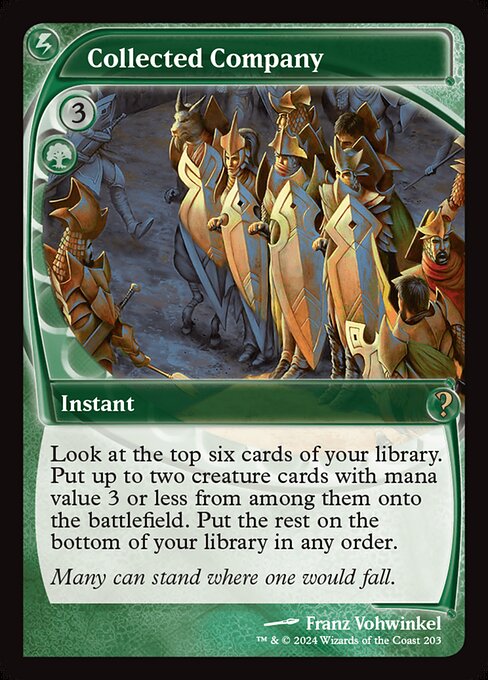 Collected Company
3
Instant
?
Look at the top six cards of your library.
Put up to two creature cards with mana
value 3 or less from among them onto
the battlefield. Put the rest on the
bottom of your library in any order.
Many can stand where one would fall.
Franz Vohwinkel
™ & © 2024 Wizards of the Coast 203